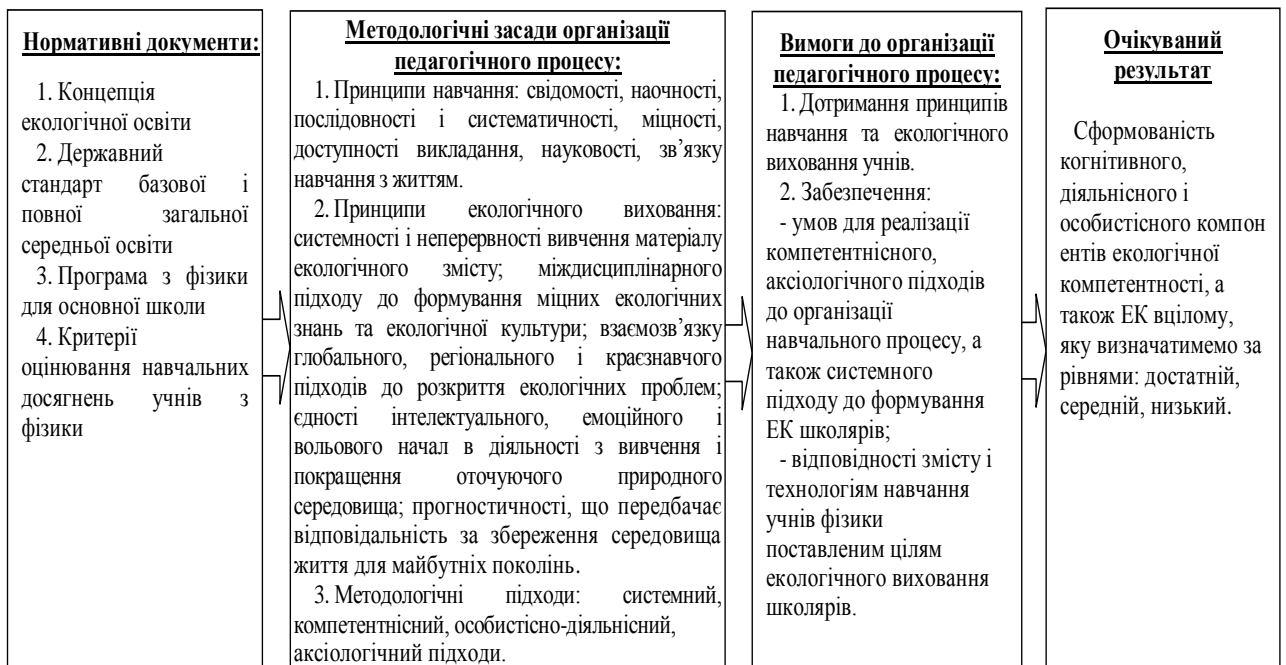 Нормативні документи:
1. Концепція
екологічної освіти
2. Державний
стандарт базової і
повної загальної
середньої освіти
3. Програма з фізики
для основної школи
4. Критерії
оцінювання навчальних
досягнень учнів з
фізики
Методологічні засади організації
педагогічного процесу:
1. Принципи навчання: свідомості, наочності,
послідовності і систематичності, міцності,
доступності викладання, науковості, зв’язку
навчання з життям.
2. Принципи екологічного виховання:
системності і неперервності вивчення матеріалу
екологічного змісту; міждисциплінарного
підходу до формування міцних екологічних
знань та екологічної культури; взаємозв’язку
глобального, регіонального і краєзнавчого
підходів до розкриття екологічних проблем;
єдності інтелектуального, емоційного і
вольового начал в діяльності з вивчення і
покращення оточуючого природного
середовища; прогностичності, що передбачає
відповідальність за збереження середовища
життя для майбутніх поколінь.
3. Методологічні підходи: системний,
компетентнісний, особистісно-діяльнісний,
аксіологічний підходи.
Вимоги до організації
педагогічного процесу:
1. Дотримання принципів
навчання та екологічного
виховання учнів.
2. Забезпечення:
- умов для реалізації
компетентнісного,
аксіологічного підходів
до організації
навчального процесу, а
також системного
підходу до формування
ЕК школярів;
- відповідності змісту і
технологіям навчання
учнів фізики
поставленим цілям
екологічного виховання
школярів.
Очікуваний
результат
Сформованість
когнітивного,
діяльнісного і
особистісного компон
ентів екологічної
компетентності, а
також ЕК вцілому,
яку визначатимемо за
рівнями: достатній,
середній, низький.